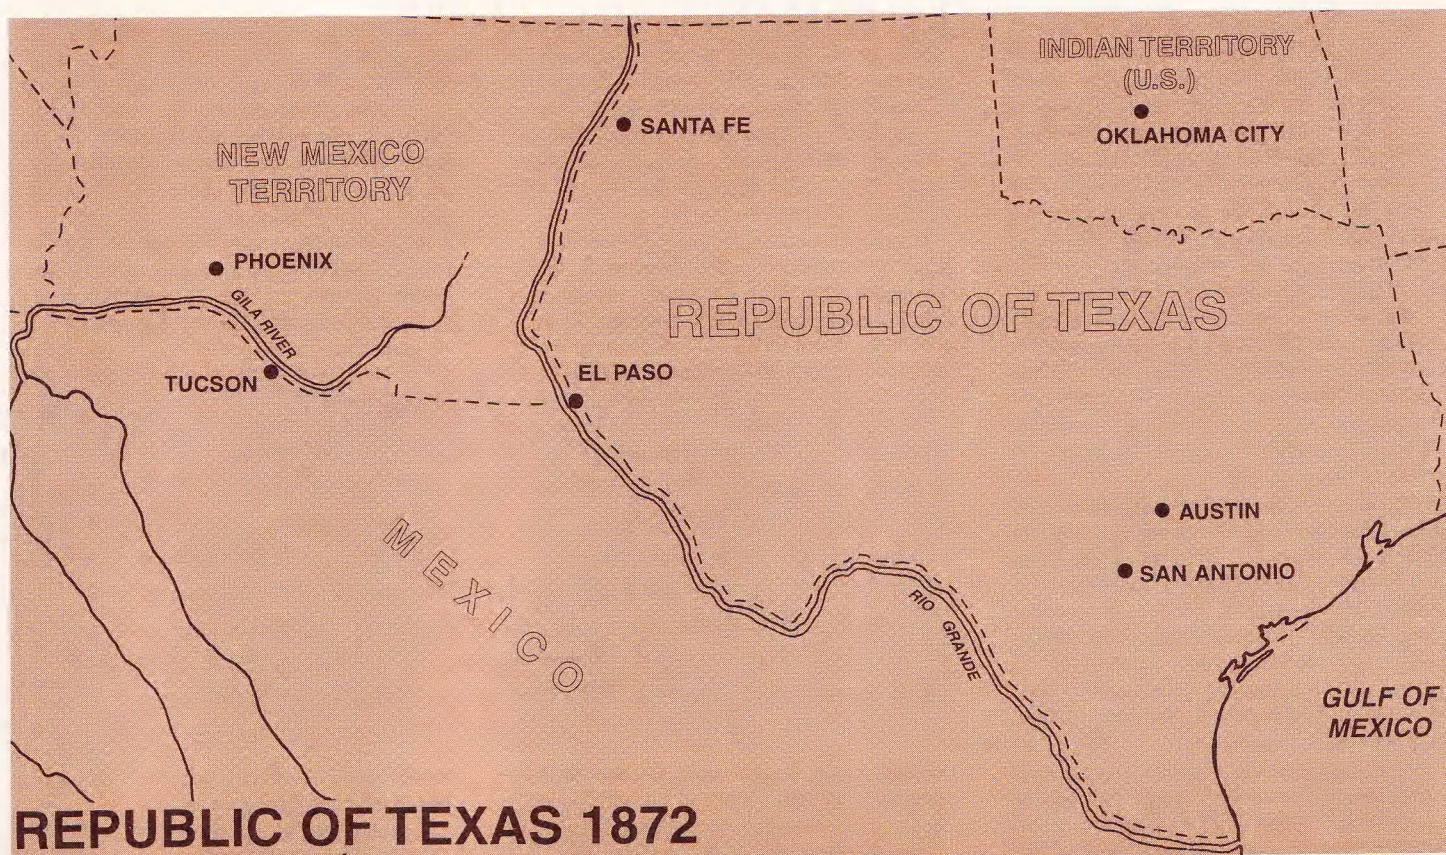 INDIAN TERRITORY
(U.S.)
OKLAHOMA CITY
SANTA FE
NEW MEXICO
TERRITORY
PHOENIX
GILA RIVER
TUCSON
REPUBLIC OF TEXAS
EL PASO
AUSTIN
SAN ANTONIO
MEXICO
RIO GRANDE
GULF OF
MEXICO
REPUBLIC OF TEXAS 1872